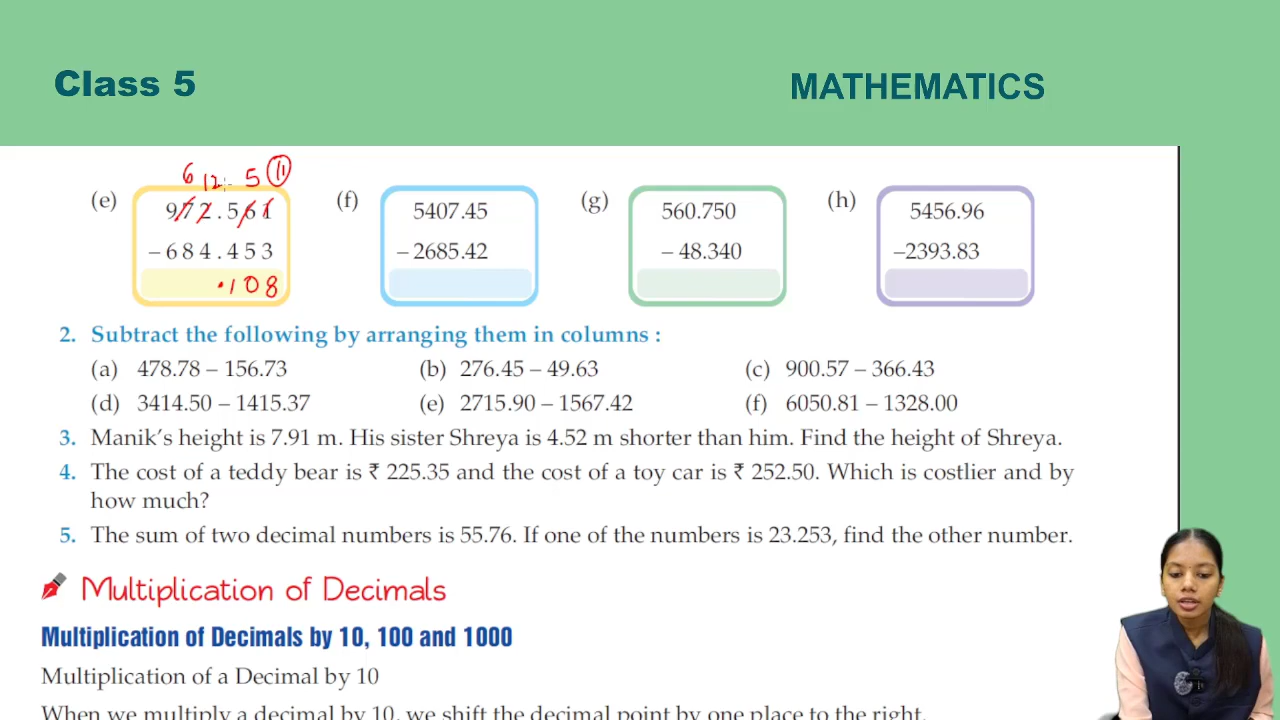 Class 5
MATHEMATICS
6 12 5 11
(e) 972.561
– 684.453
.108
(f) 5407.45
– 2685.42
(g) 560.750
– 48.340
(h) 5456.96
–2393.83
2. Subtract the following by arranging them in columns :
(a) 478.78 – 156.73 (b) 276.45 – 49.63 (c) 900.57 – 366.43
(d) 3414.50 – 1415.37 (e) 2715.90 – 1567.42 (f) 6050.81 – 1328.00
3. Manik's height is 7.91 m. His sister Shreya is 4.52 m shorter than him. Find the height of Shreya.
4. The cost of a teddy bear is ₹ 225.35 and the cost of a toy car is ₹ 252.50. Which is costlier and by
how much?
5. The sum of two decimal numbers is 55.76. If one of the numbers is 23.253, find the other number.
Multiplication of Decimals
Multiplication of Decimals by 10, 100 and 1000
Multiplication of a Decimal by 10
When we multiply a decimal by 10, we shift the decimal point by one place to the right.